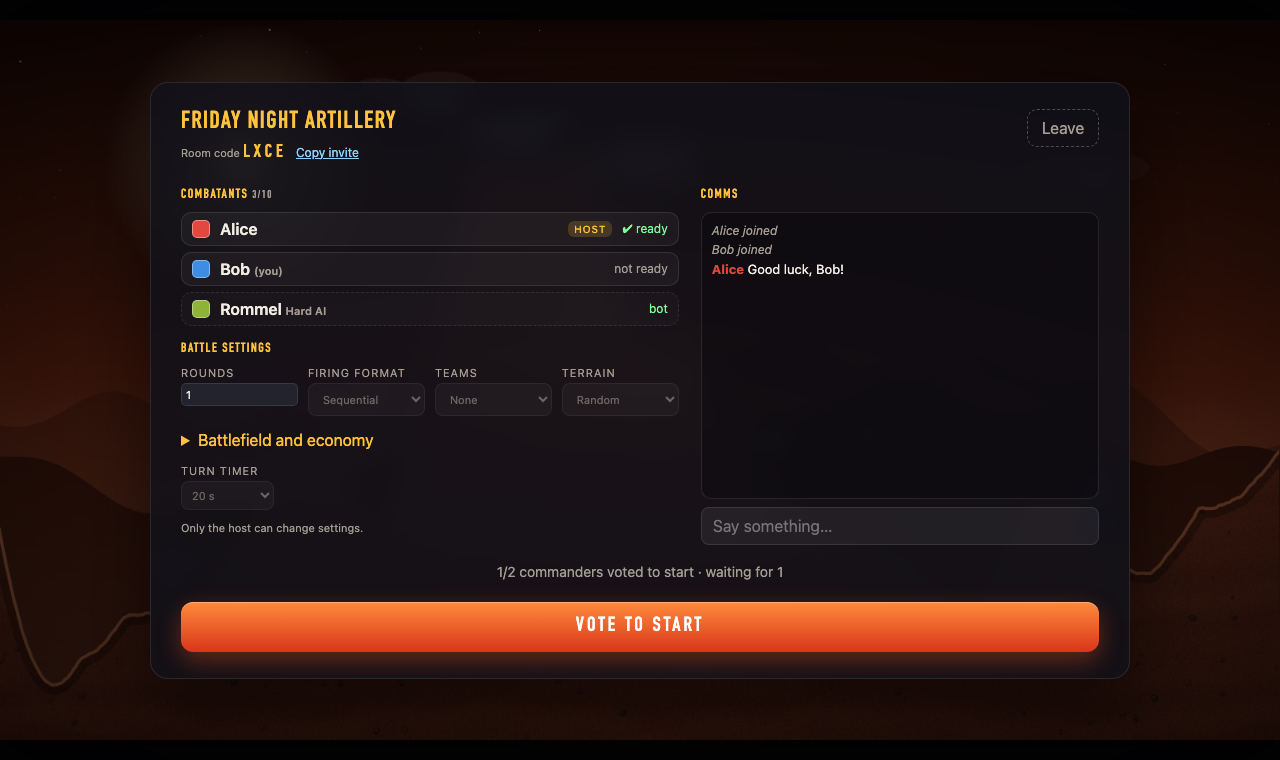 FRIDAY NIGHT ARTILLERY
Leave
Room code LXCE Copy invite
COMBATANTS 3/10
Alice HOST ✔ ready
Bob (you) not ready
Rommel Hard AI bot
BATTLE SETTINGS
ROUNDS FIRING FORMAT TEAMS TERRAIN
1 Sequential None Random
Battlefield and economy
TURN TIMER
20 s
Only the host can change settings.
COMMS
Alice joined
Bob joined
Alice Good luck, Bob!
Say something...
1/2 commanders voted to start · waiting for 1
VOTE TO START